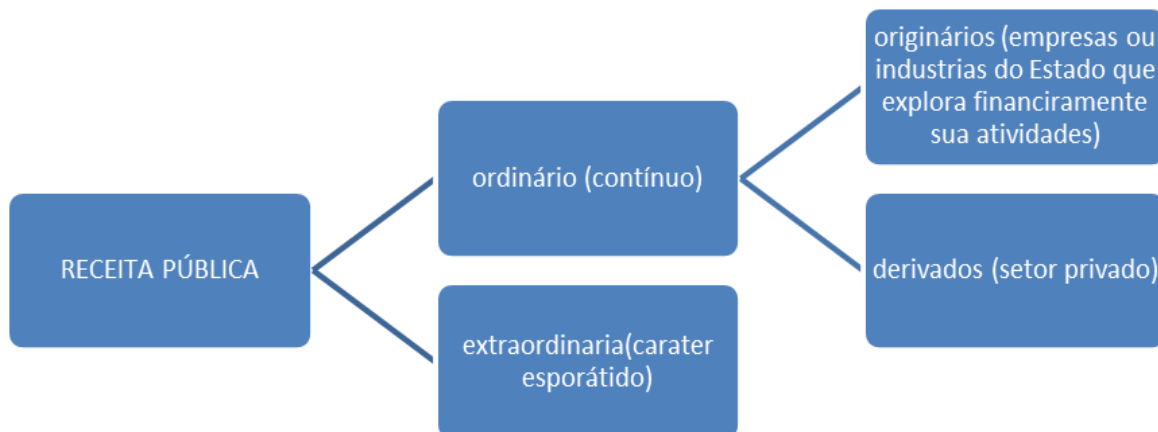 RECEITA PÚBLICA
ordinário (contínuo)
extraordinaria(carater
esporátido)
originários (empresas ou
industrias do Estado que
explora financiramente
sua atividades)
derivados (setor privado)